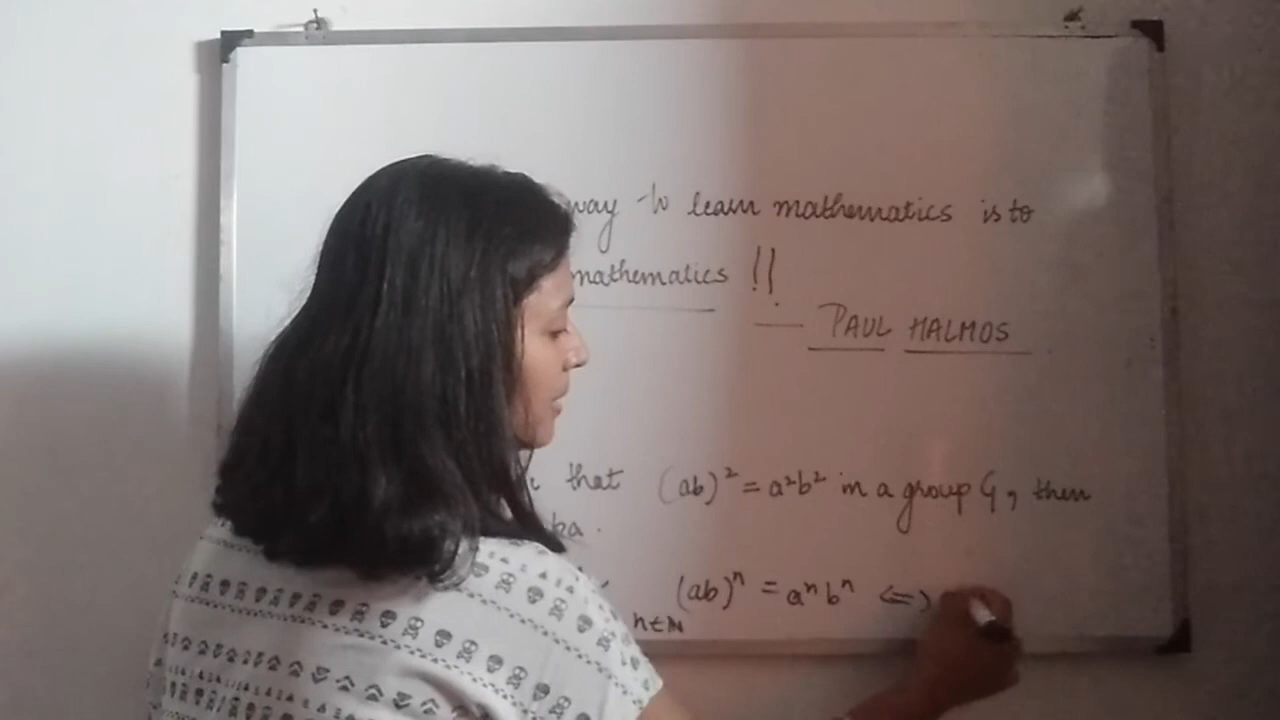 way to learn mathematics is to
mathematics !!
— PAUL HALMOS
that (ab)² = a²b² in a group G, then
ba.
(ab)ⁿ = aⁿbⁿ <=>
n∈ℕ